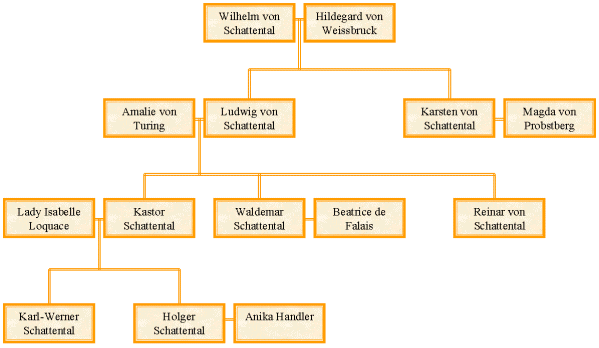 Wilhelm von
Schattental
Hildegard von
Weissbruck
Amalie von
Turing
Ludwig von
Schattental
Karsten von
Schattental
Magda von
Probstberg
Lady Isabelle
Loquace
Kastor
Schattental
Waldemar
Schattental
Beatrice de
Falais
Reinar von
Schattental
Karl-Werner
Schattental
Holger
Schattental
Anika Handler